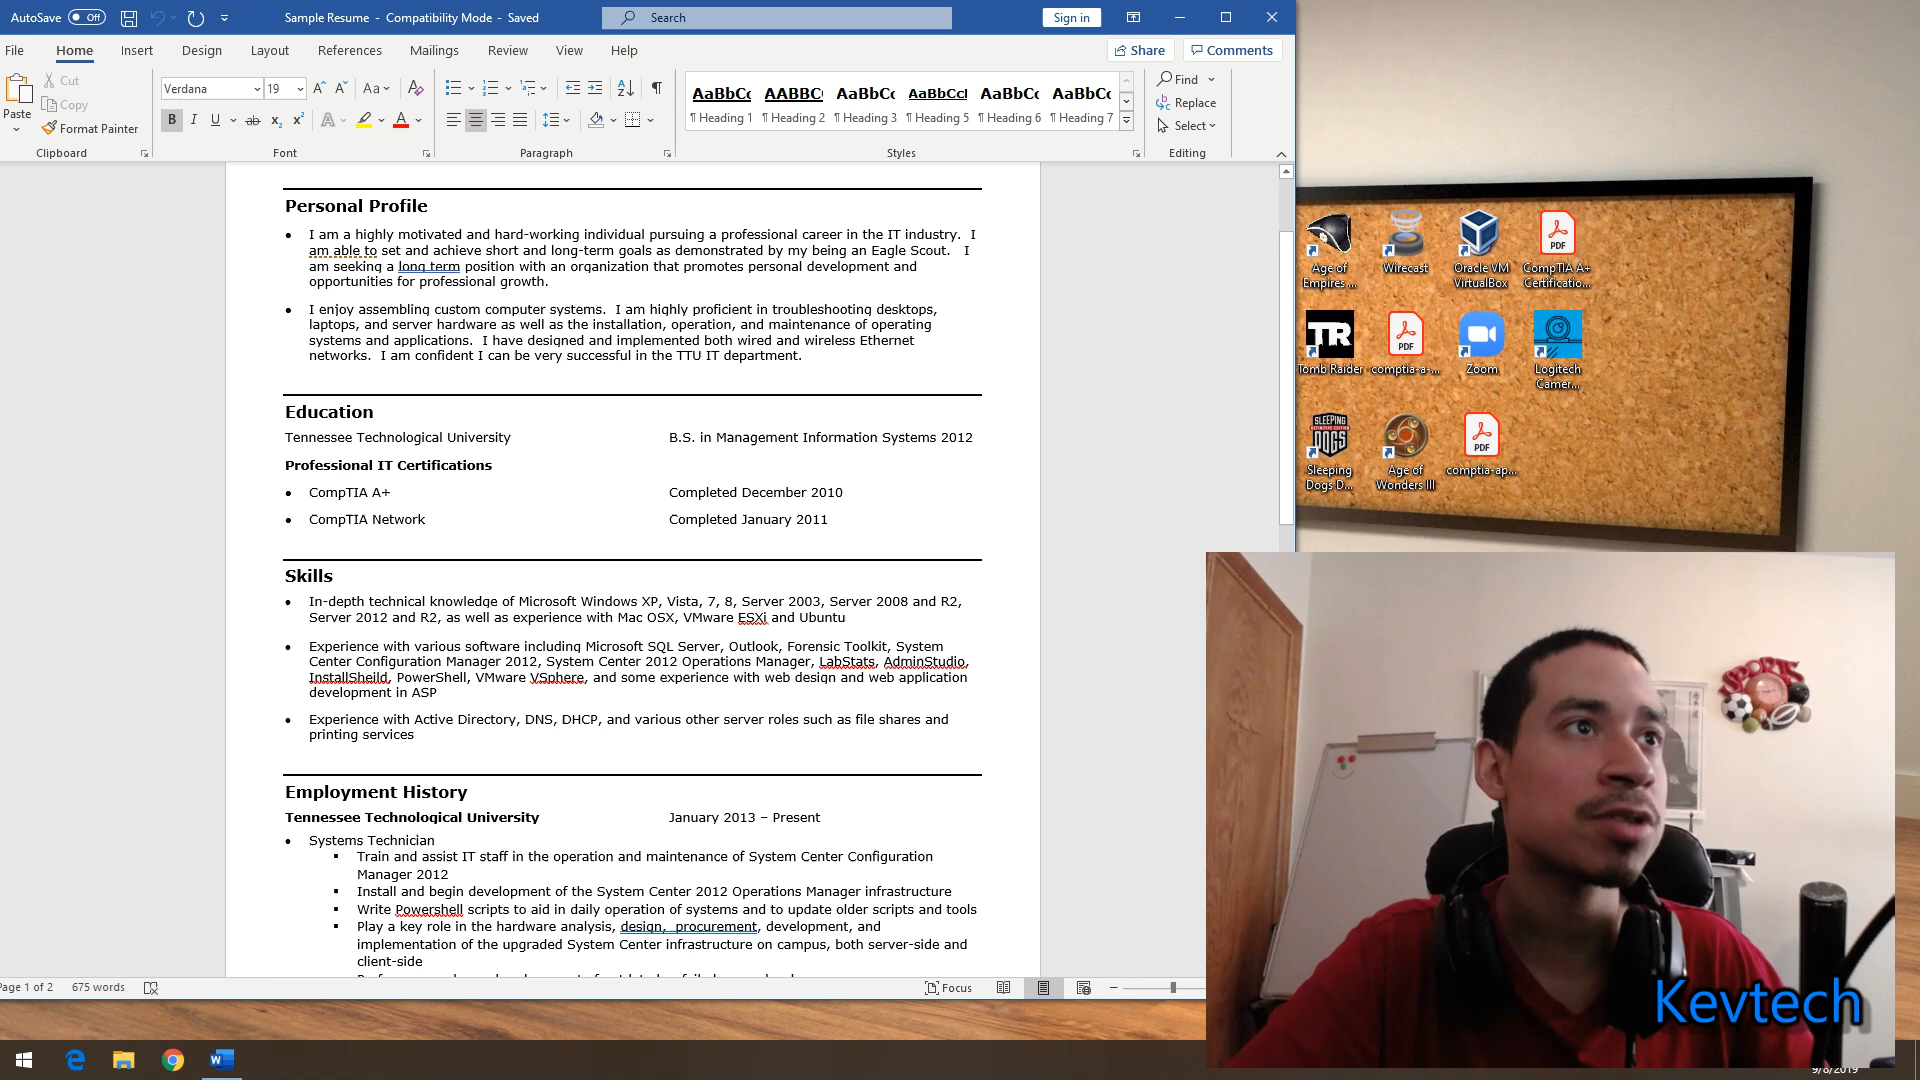 AutoSave Off Sample Resume - Compatibility Mode - Saved Search Sign in
File Home Insert Design Layout References Mailings Review View Help Share Comments
Paste Cut Copy Format Painter
Verdana 19
AaBbCc AABBC AaBbCc AaBbCcI AaBbCc AaBbCc
¶ Heading 1 ¶ Heading 2 ¶ Heading 3 ¶ Heading 5 ¶ Heading 6 ¶ Heading 7
Find
Replace
Select
Clipboard Font Paragraph Styles Editing
Personal Profile
• I am a highly motivated and hard-working individual pursuing a professional career in the IT industry. I
am able to set and achieve short and long-term goals as demonstrated by my being an Eagle Scout. I
am seeking a long term position with an organization that promotes personal development and
opportunities for professional growth.
• I enjoy assembling custom computer systems. I am highly proficient in troubleshooting desktops,
laptops, and server hardware as well as the installation, operation, and maintenance of operating
systems and applications. I have designed and implemented both wired and wireless Ethernet
networks. I am confident I can be very successful in the TTU IT department.
Education
Tennessee Technological University B.S. in Management Information Systems 2012
Professional IT Certifications
• CompTIA A+ Completed December 2010
• CompTIA Network Completed January 2011
Skills
• In-depth technical knowledge of Microsoft Windows XP, Vista, 7, 8, Server 2003, Server 2008 and R2,
Server 2012 and R2, as well as experience with Mac OSX, VMware ESXi and Ubuntu
• Experience with various software including Microsoft SQL Server, Outlook, Forensic Toolkit, System
Center Configuration Manager 2012, System Center 2012 Operations Manager, LabStats, AdminStudio,
InstallSheild, PowerShell, VMware VSphere, and some experience with web design and web application
development in ASP
• Experience with Active Directory, DNS, DHCP, and various other server roles such as file shares and
printing services
Employment History
Tennessee Technological University January 2013 – Present
• Systems Technician
▪ Train and assist IT staff in the operation and maintenance of System Center Configuration
Manager 2012
▪ Install and begin development of the System Center 2012 Operations Manager infrastructure
▪ Write Powershell scripts to aid in daily operation of systems and to update older scripts and tools
▪ Play a key role in the hardware analysis, design, procurement, development, and
implementation of the upgraded System Center infrastructure on campus, both server-side and
client-side
Page 1 of 2 675 words Focus
Age of Empires ...
Wirecast
Oracle VM VirtualBox
PDF
CompTIA A+ Certificatio...
TR
Tomb Raider
PDF
comptia-a-...
Zoom
Logitech Camer...
SLEEPING DOGS
Sleeping Dogs D...
Age of Wonders III
PDF
comptia-ap...
SPORT
Kevtech
9/8/2019